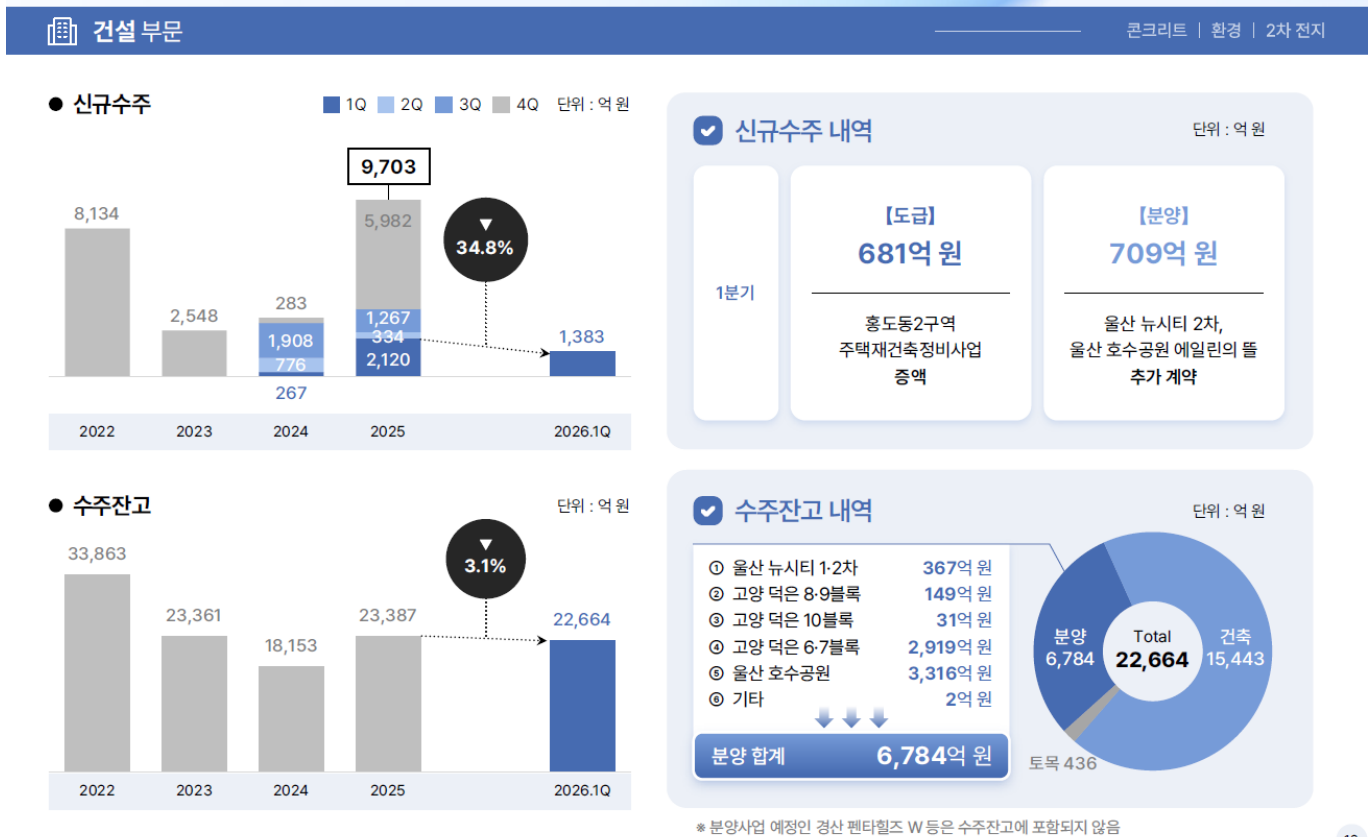 건설 부문
콘크리트 | 환경 | 2차 전지
● 신규수주
1Q 2Q 3Q 4Q 단위 : 억 원
9,703
8,134
5,982
▼
34.8%
2,548
283
1,908
776
267
1,267
334
2,120
1,383
2022 2023 2024 2025 2026.1Q
신규수주 내역
단위 : 억 원
1분기
【도급】
681억 원
홍도동2구역
주택재건축정비사업
증액
【분양】
709억 원
울산 뉴시티 2차,
울산 호수공원 에일린의 뜰
추가 계약
● 수주잔고
단위 : 억 원
33,863
23,361
18,153
23,387
▼
3.1%
22,664
2022 2023 2024 2025 2026.1Q
수주잔고 내역
단위 : 억 원
① 울산 뉴시티 1·2차 367억 원
② 고양 덕은 8·9블록 149억 원
③ 고양 덕은 10블록 31억 원
④ 고양 덕은 6·7블록 2,919억 원
⑤ 울산 호수공원 3,316억 원
⑥ 기타 2억 원
분양 합계 6,784억 원
분양
6,784
Total
22,664
건축
15,443
토목 436
※ 분양사업 예정인 경산 펜타힐즈 W 등은 수주잔고에 포함되지 않음